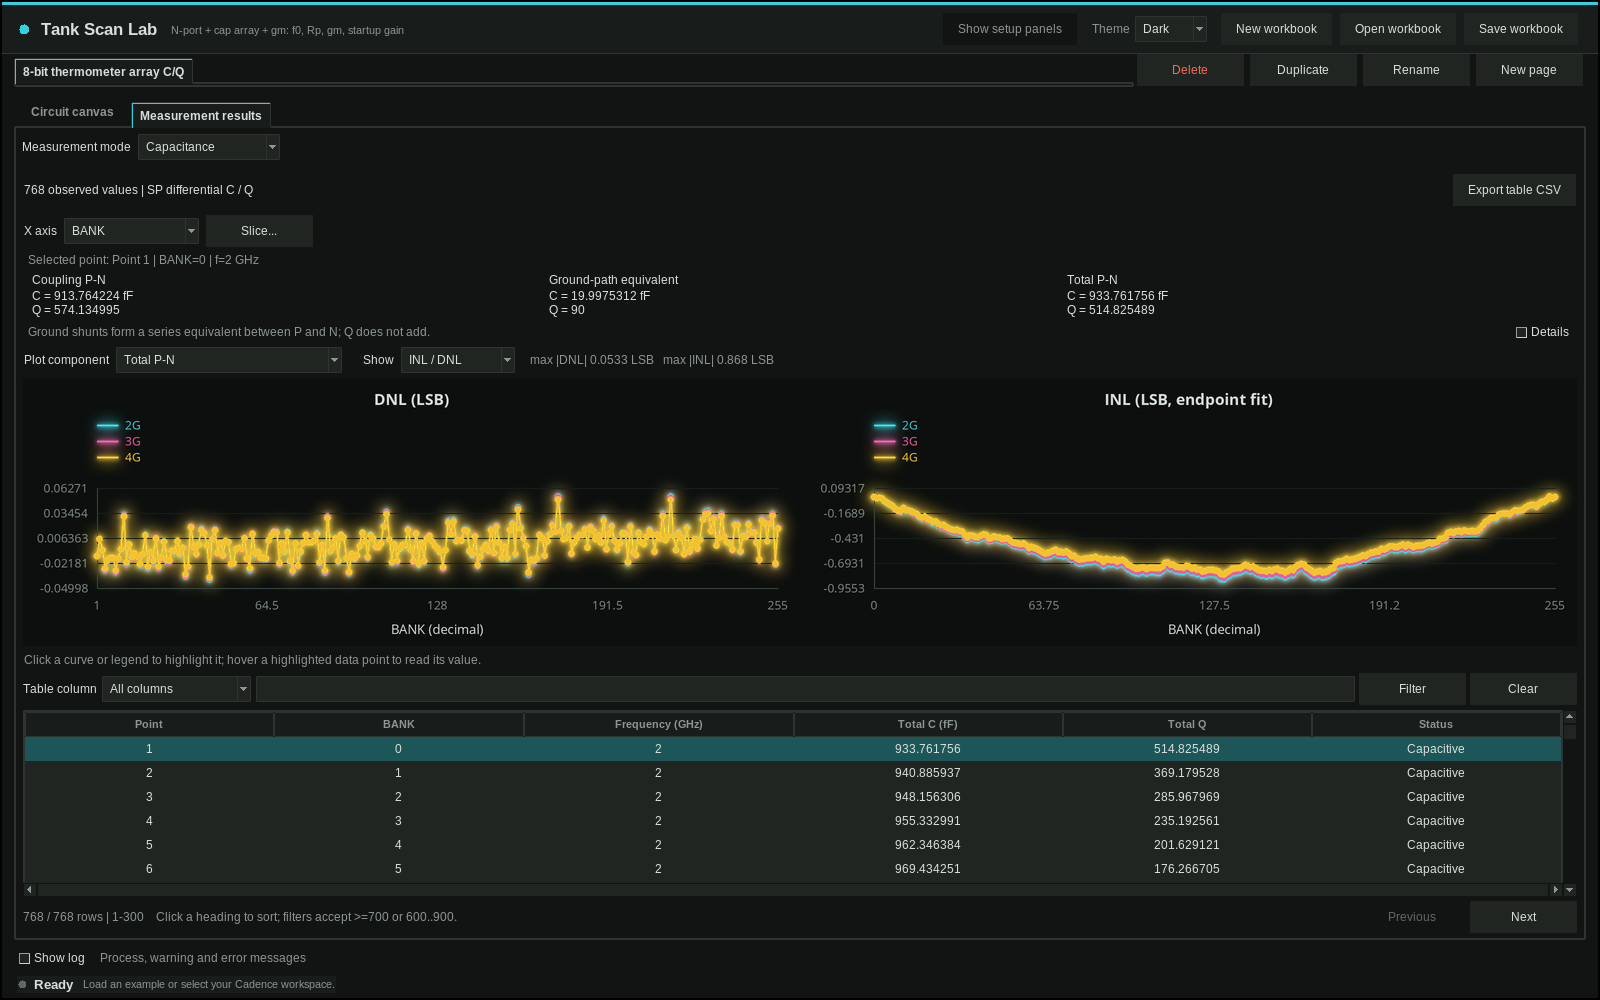 Tank Scan Lab N-port + cap array + gm: f0, Rp, gm, startup gain Show setup panels Theme Dark New workbook Open workbook Save workbook
8-bit thermometer array C/Q Delete Duplicate Rename New page
Circuit canvas Measurement results
Measurement mode Capacitance
768 observed values | SP differential C / Q Export table CSV
X axis BANK Slice...
Selected point: Point 1 | BANK=0 | f=2 GHz
Coupling P-N Ground-path equivalent Total P-N
C = 913.764224 fF C = 19.9975312 fF C = 933.761756 fF
Q = 574.134995 Q = 90 Q = 514.825489
Ground shunts form a series equivalent between P and N; Q does not add. Details
Plot component Total P-N Show INL / DNL max |DNL| 0.0533 LSB max |INL| 0.868 LSB
DNL (LSB) INL (LSB, endpoint fit)
2G 2G
3G 3G
4G 4G
0.06271 0.09317
0.03454 -0.1689
0.006363 -0.431
-0.02181 -0.6931
-0.04998 -0.9553
1 64.5 128 191.5 255 0 63.75 127.5 191.2 255
BANK (decimal) BANK (decimal)
Click a curve or legend to highlight it; hover a highlighted data point to read its value.
Table column All columns Filter Clear
Point BANK Frequency (GHz) Total C (fF) Total Q Status
1 0 2 933.761756 514.825489 Capacitive
2 1 2 940.885937 369.179528 Capacitive
3 2 2 948.156306 285.967969 Capacitive
4 3 2 955.332991 235.192561 Capacitive
5 4 2 962.346384 201.629121 Capacitive
6 5 2 969.434251 176.266705 Capacitive
768 / 768 rows | 1-300 Click a heading to sort; filters accept >=700 or 600..900. Previous Next
Show log Process, warning and error messages
Ready Load an example or select your Cadence workspace.